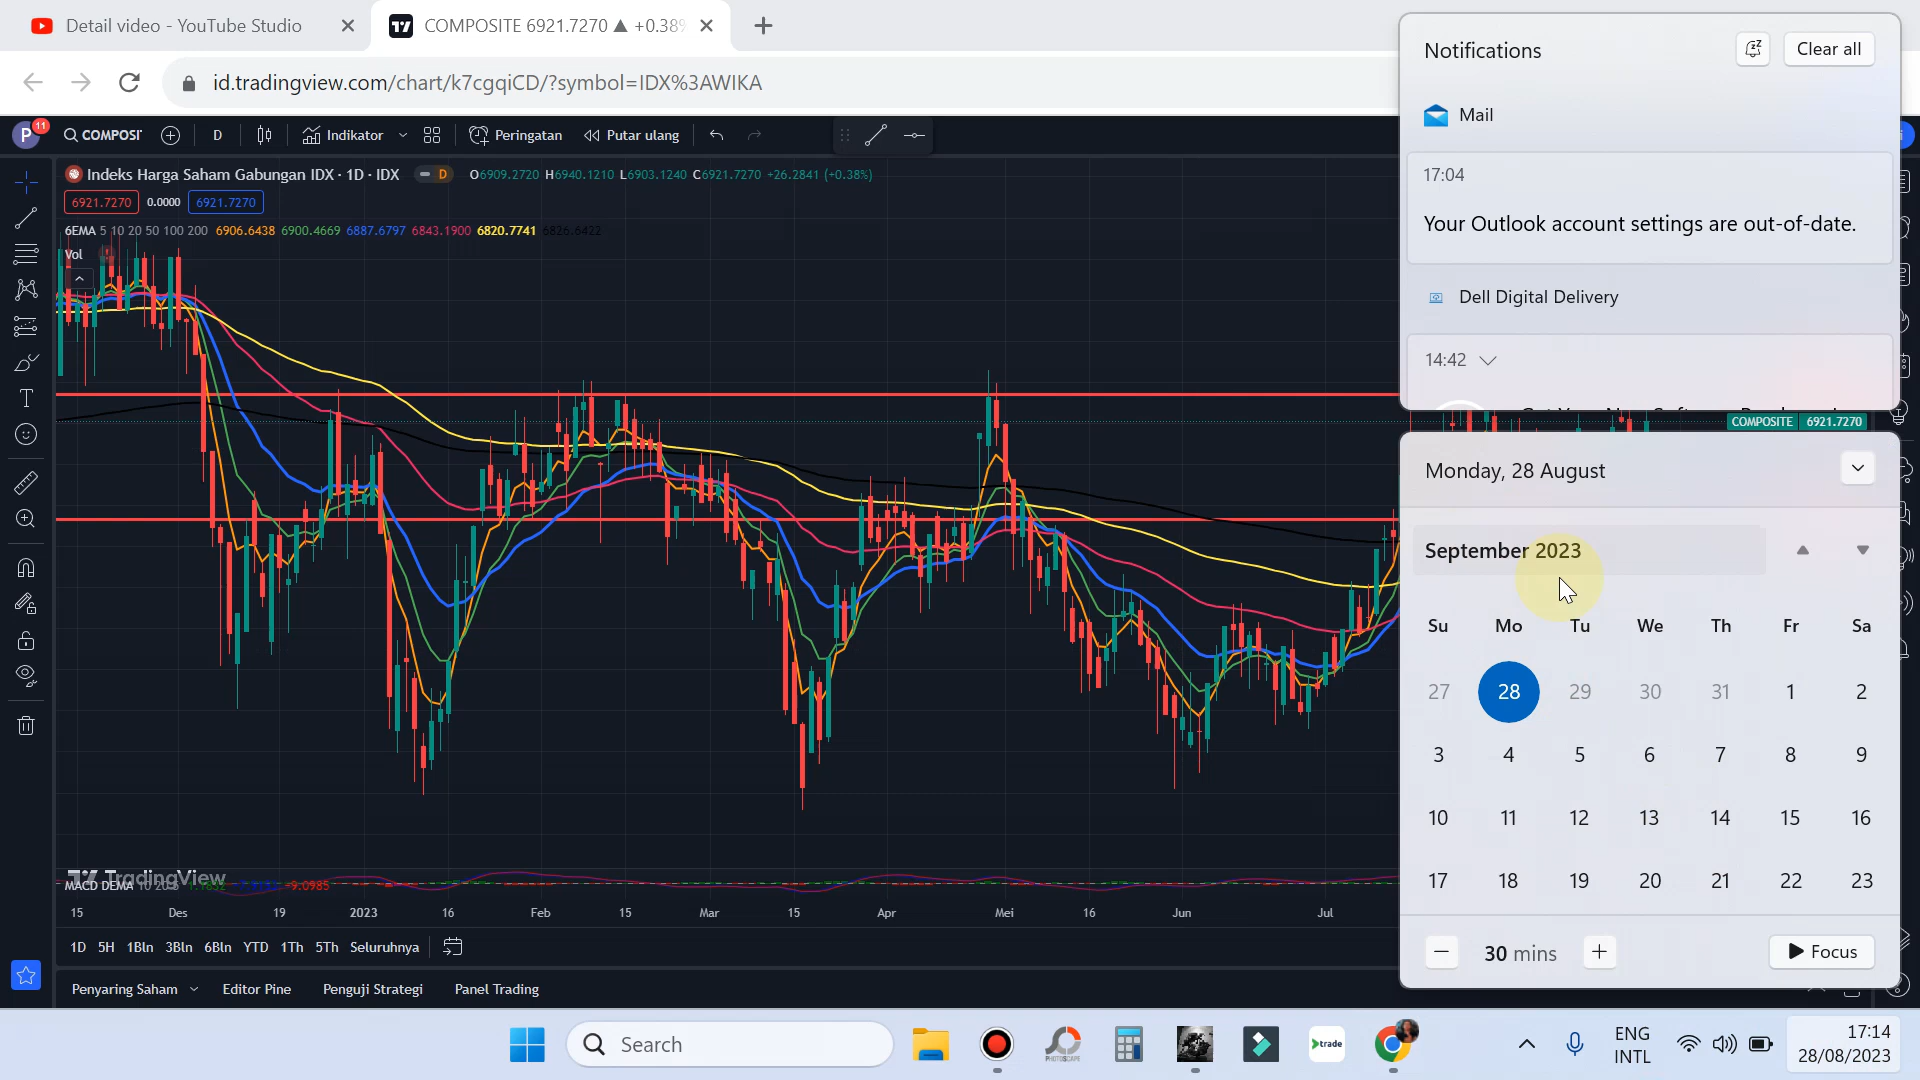 Detail video - YouTube Studio
COMPOSITE 6921.7270 ▲ +0.38%
id.tradingview.com/chart/k7cgqiCD/?symbol=IDX%3AWIKA
P 11 COMPOSI D Indikator Peringatan Putar ulang
Indeks Harga Saham Gabungan IDX · 1D · IDX D O6909.2720 H6940.1210 L6903.1240 C6921.7270 +26.2841 (+0.38%)
6921.7270 0.0000 6921.7270
6EMA 5 10 20 50 100 200 6906.6438 6900.4669 6887.6797 6843.1900 6820.7741 6826.6422
Vol
TradingView
MACD DEMA -9.0985
15 Des 19 2023 16 Feb 15 Mar 15 Apr Mei 16 Jun Jul
1D 5H 1Bln 3Bln 6Bln YTD 1Th 5Th Seluruhnya
Penyaring Saham Editor Pine Penguji Strategi Panel Trading
Notifications Clear all
Mail
17:04
Your Outlook account settings are out-of-date.
Dell Digital Delivery
14:42
COMPOSITE 6921.7270
Monday, 28 August
September 2023
Su Mo Tu We Th Fr Sa
27 28 29 30 31 1 2
3 4 5 6 7 8 9
10 11 12 13 14 15 16
17 18 19 20 21 22 23
30 mins Focus
Search
PHOTOSCAPE
trade
ENG
INTL
17:14
28/08/2023